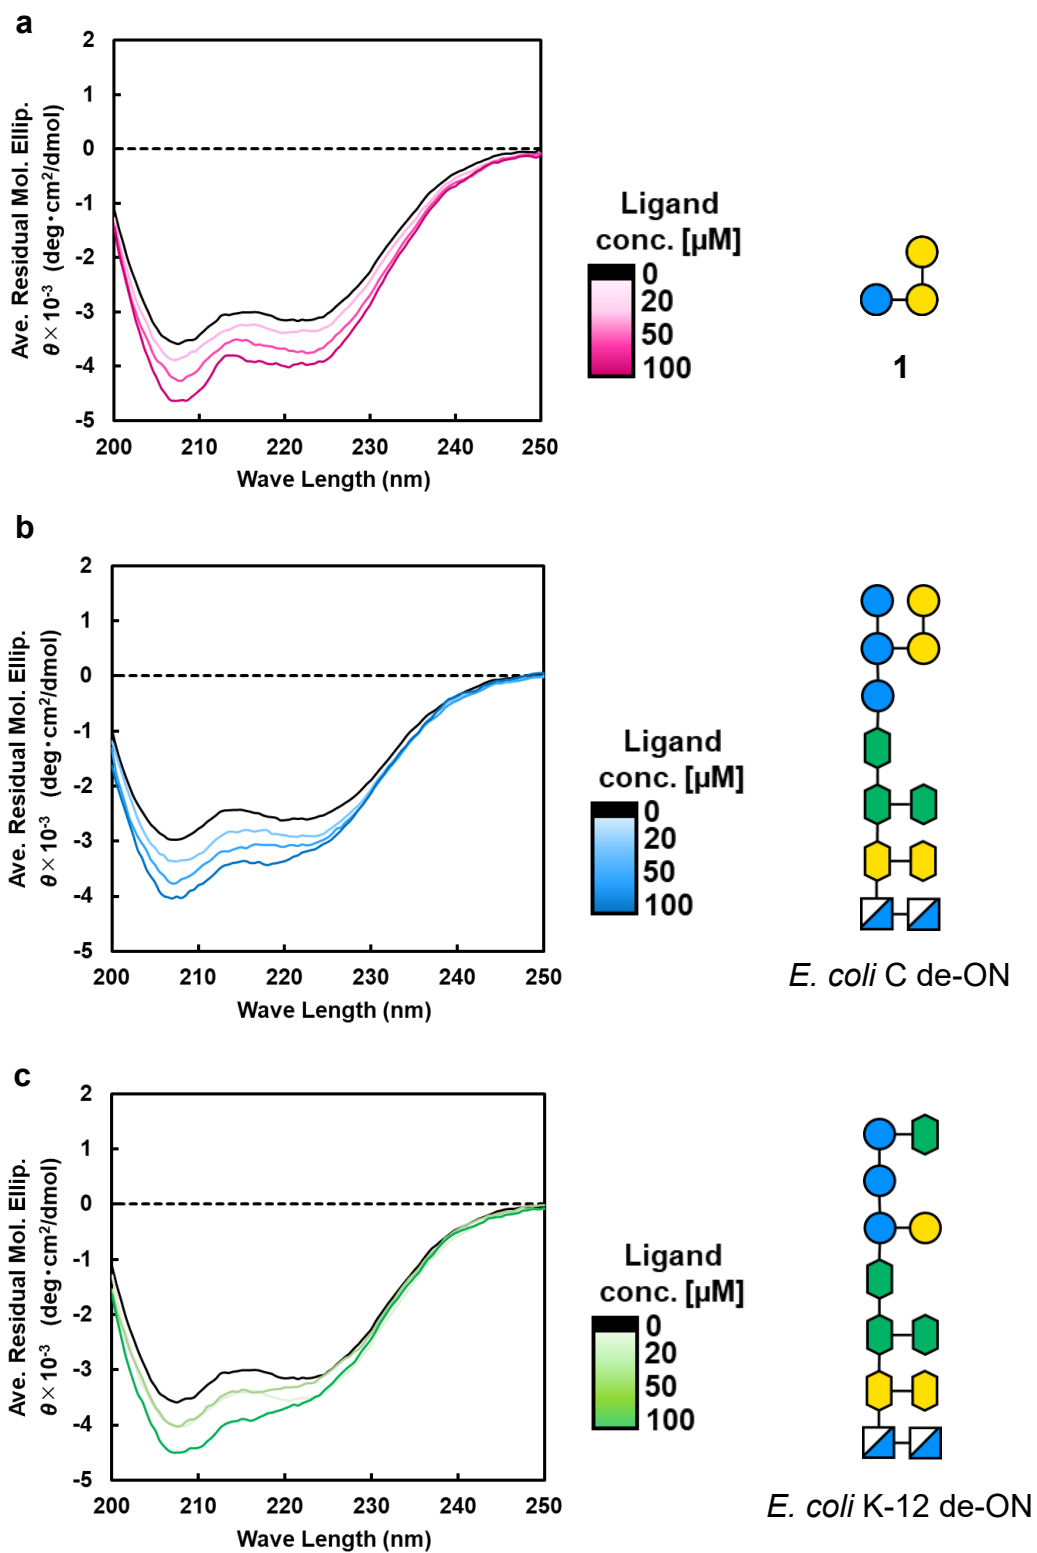 a
Ave. Residual Mol. Ellip.
θ×10⁻³ (deg·cm²/dmol)
2
1
0
-1
-2
-3
-4
-5
200 210 220 230 240 250
Wave Length (nm)
Ligand
conc. [µM]
0
20
50
100
1
b
Ave. Residual Mol. Ellip.
θ×10⁻³ (deg·cm²/dmol)
2
1
0
-1
-2
-3
-4
-5
200 210 220 230 240 250
Wave Length (nm)
Ligand
conc. [µM]
0
20
50
100
E. coli C de-ON
c
Ave. Residual Mol. Ellip.
θ×10⁻³ (deg·cm²/dmol)
2
1
0
-1
-2
-3
-4
-5
200 210 220 230 240 250
Wave Length (nm)
Ligand
conc. [µM]
0
20
50
100
E. coli K-12 de-ON